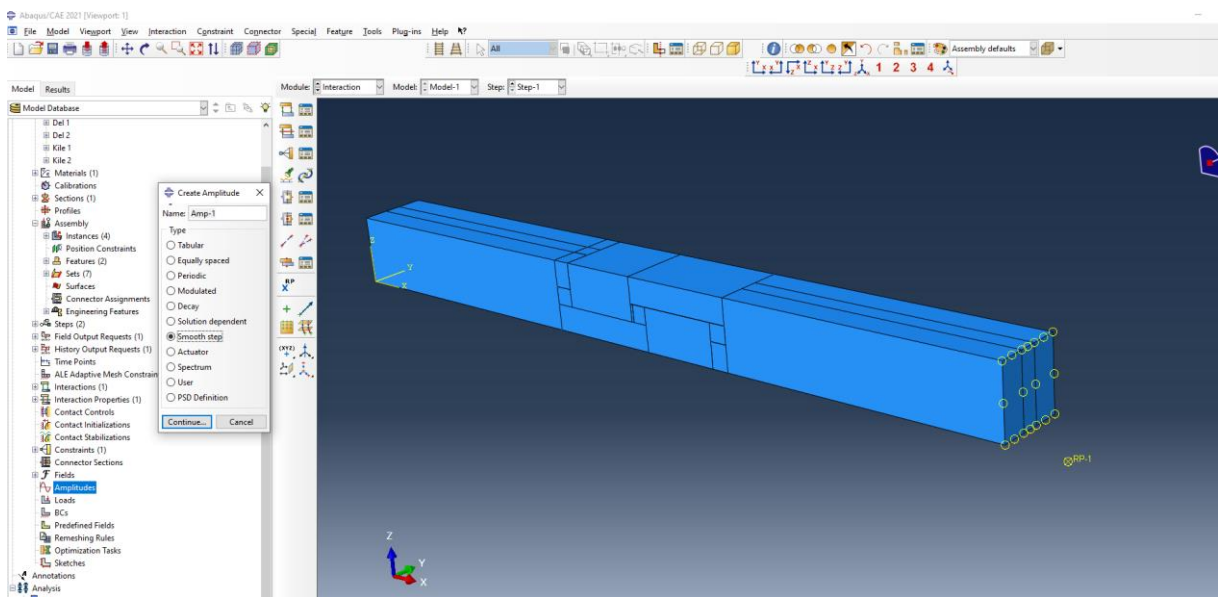 Abaqus/CAE 2021 [Viewport: 1]
File Model Viewport View Interaction Constraint Connector Special Feature Tools Plug-ins Help
All
Assembly defaults
1 2 3 4
Model Results
Module: Interaction Model: Model-1 Step: Step-1
Model Database
Del 1
Del 2
Kile 1
Kile 2
Materials (1)
Calibrations
Sections (1)
Profiles
Assembly
Instances (4)
Position Constraints
Features (2)
Sets (7)
Surfaces
Connector Assignments
Engineering Features
Steps (2)
Field Output Requests (1)
History Output Requests (1)
Time Points
ALE Adaptive Mesh Constrain
Interactions (1)
Interaction Properties (1)
Contact Controls
Contact Initializations
Contact Stabilizations
Constraints (1)
Connector Sections
Fields
Amplitudes
Loads
BCs
Predefined Fields
Remeshing Rules
Optimization Tasks
Sketches
Annotations
Analysis
Create Amplitude
Name: Amp-1
Type
Tabular
Equally spaced
Periodic
Modulated
Decay
Solution dependent
Smooth step
Actuator
Spectrum
User
PSD Definition
Continue... Cancel
RP
(XYZ)
Z
Y
X
RP-1
Z
Y
X